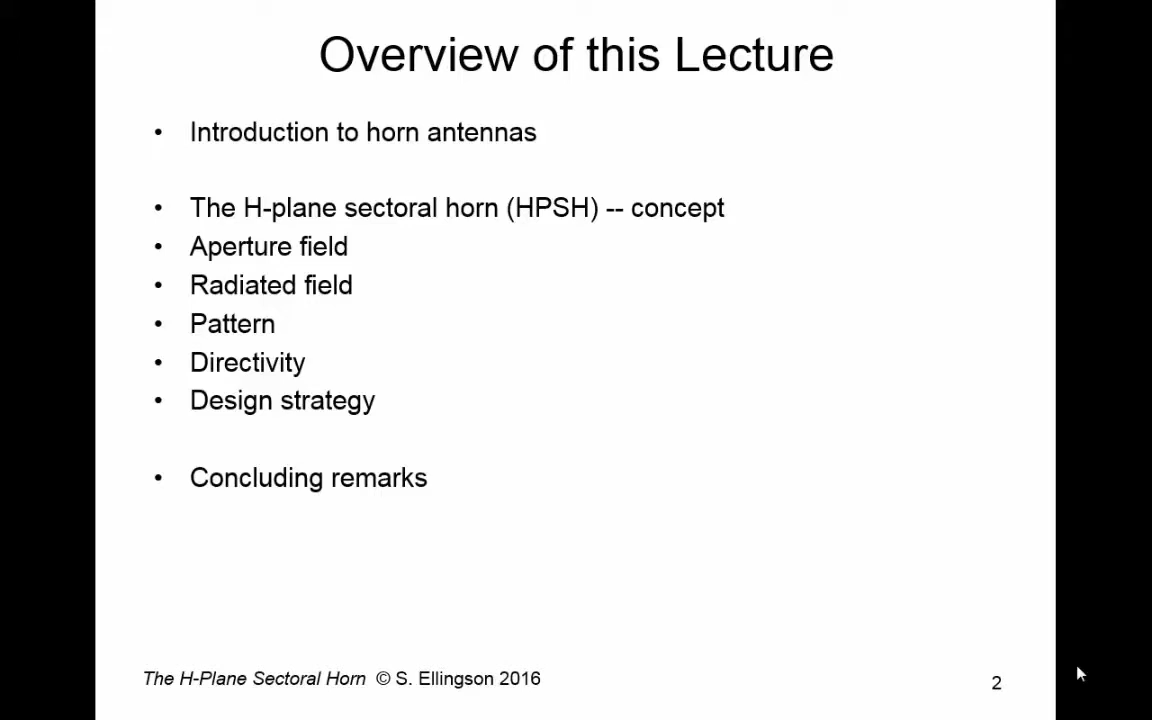 Overview of this Lecture
• Introduction to horn antennas
• The H-plane sectoral horn (HPSH) -- concept
• Aperture field
• Radiated field
• Pattern
• Directivity
• Design strategy
• Concluding remarks
The H-Plane Sectoral Horn © S. Ellingson 2016
2